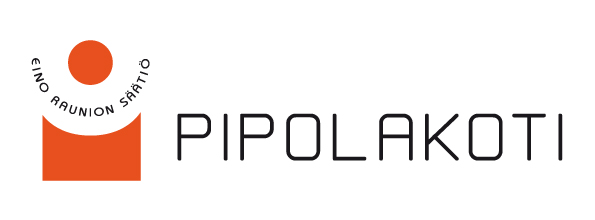 EINO RAUNION SÄÄTIÖ
PIPOLAKOTI